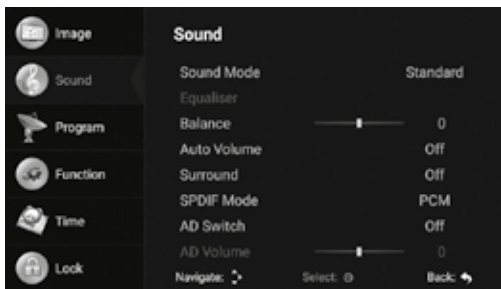 Image
Sound
Program
Function
Time
Lock
Sound
Sound Mode Standard
Equaliser
Balance 0
Auto Volume Off
Surround Off
SPDIF Mode PCM
AD Switch Off
AD Volume 0
Navigate: Select: Back: